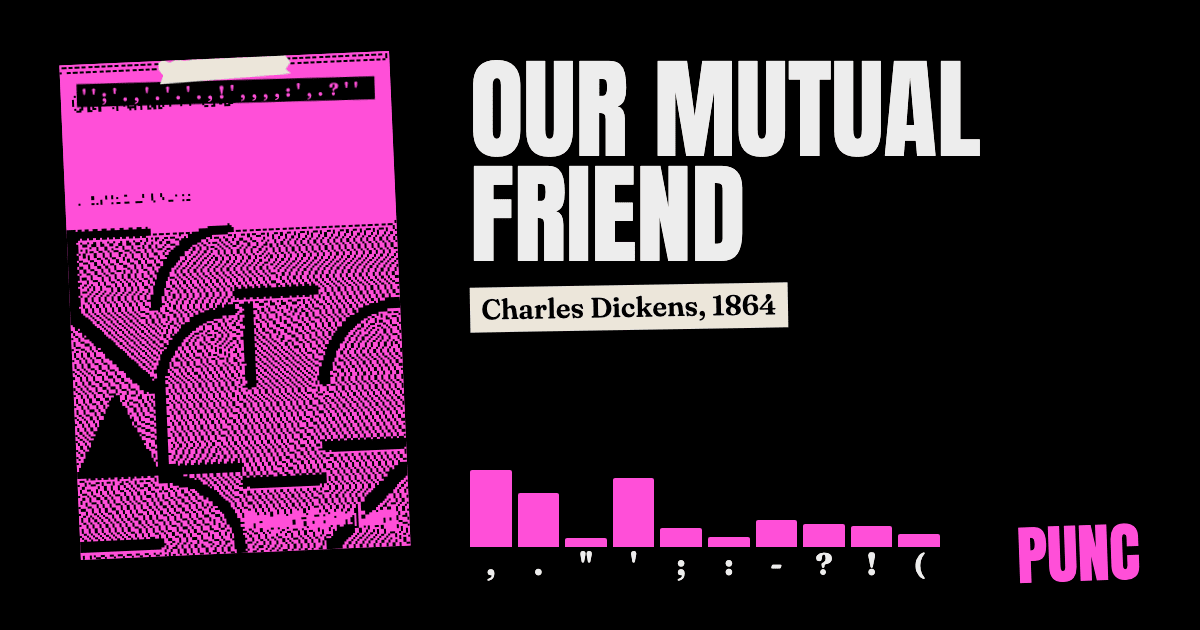 '';'.,'.'.'.,!',,,,:',.?''
OUR MUTUAL
FRIEND
Charles Dickens, 1864
, . " ' ; : - ? ! (
PUNC